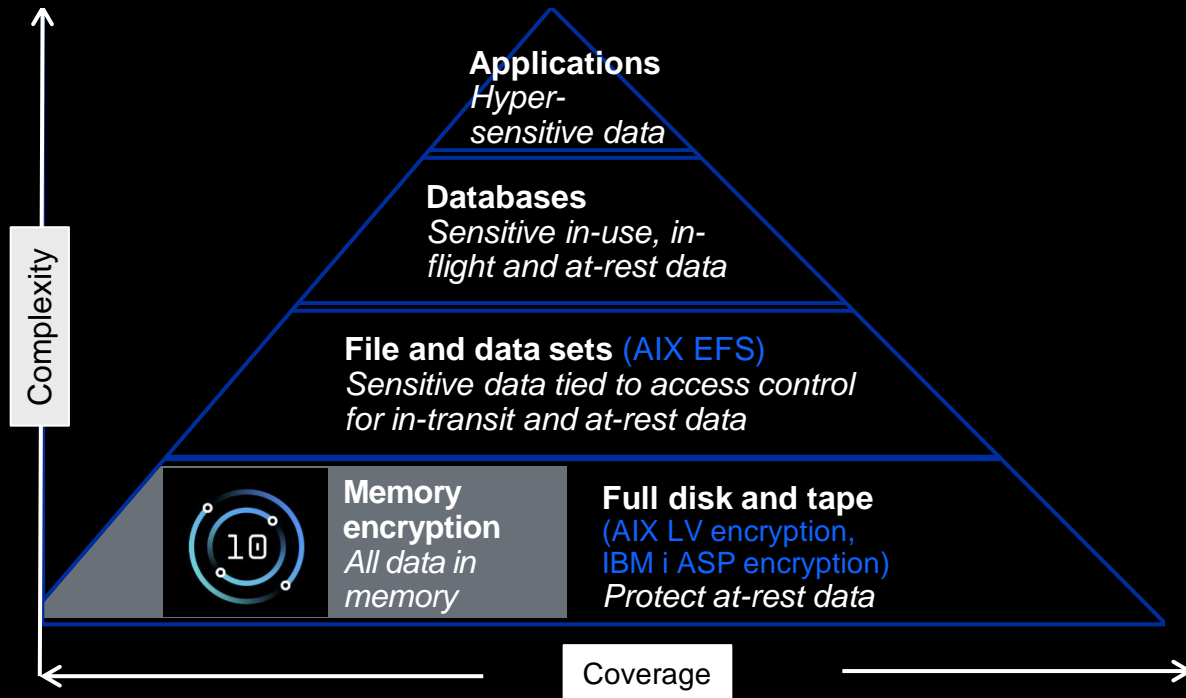 Applications
Hyper-
sensitive data
Databases
Sensitive in-use, in-
flight and at-rest data
File and data sets (AIX EFS)
Sensitive data tied to access control
for in-transit and at-rest data
10
Memory
encryption
All data in
memory
Full disk and tape
(AIX LV encryption,
IBM i ASP encryption)
Protect at-rest data
Complexity
Coverage